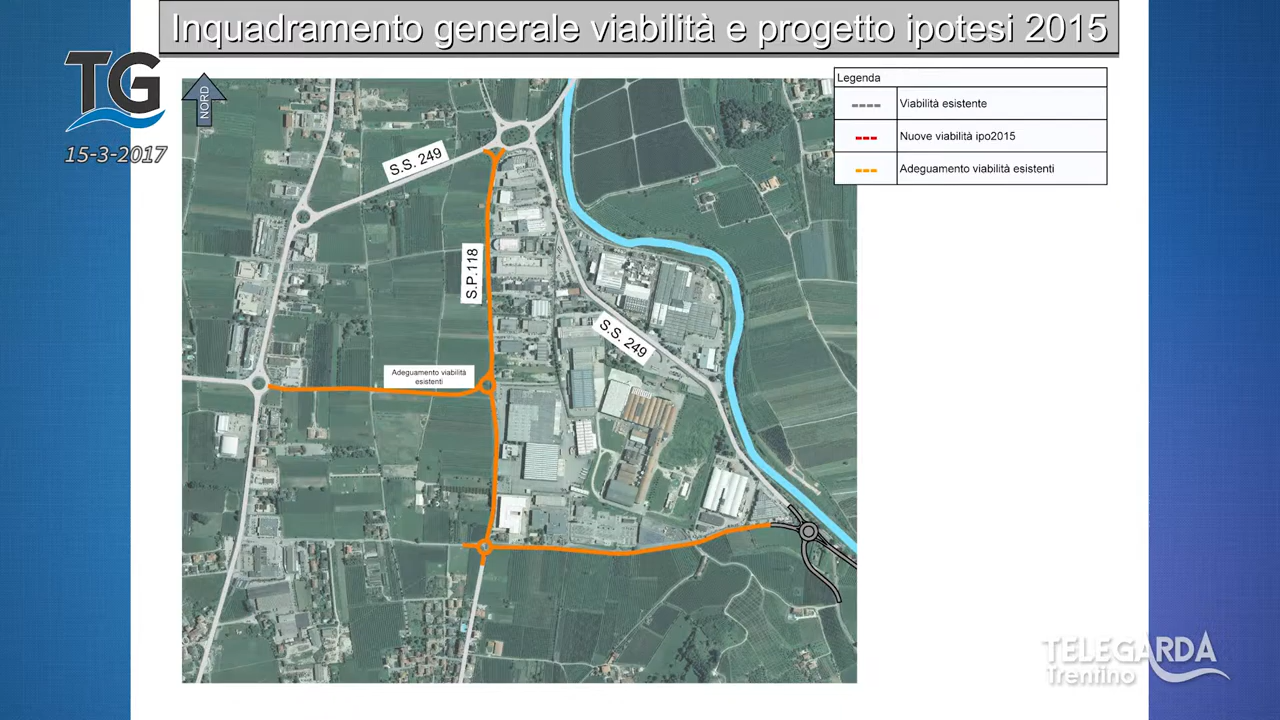 Inquadramento generale viabilità e progetto ipotesi 2015
TG
15-3-2017
NORD
Legenda
Viabilità esistente
Nuove viabilità ipo2015
Adeguamento viabilità esistenti
S.S. 249
S.P.118
S.S. 249
Adeguamento viabilità
esistenti
TELEGARDA
Trentino